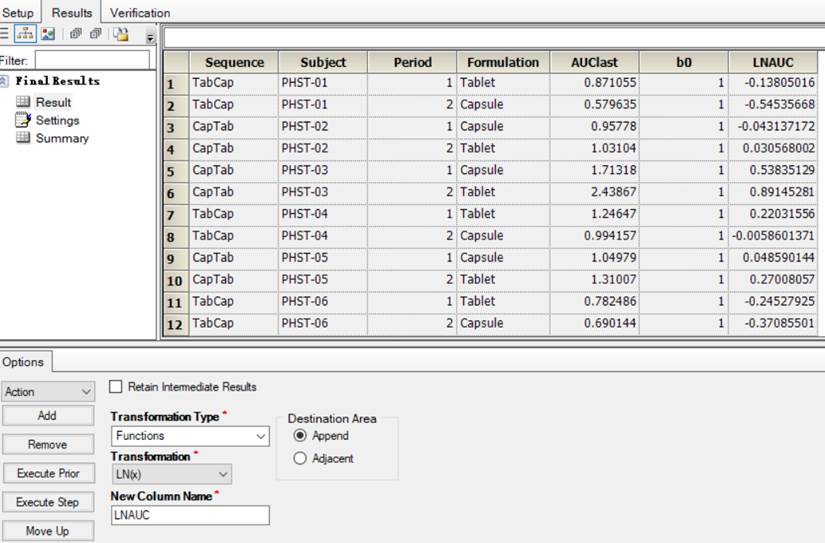 Setup Results Verification
Filter:
Final Results
Result
Settings
Summary
Sequence Subject Period Formulation AUClast b0 LNAUC
1 TabCap PHST-01 1 Tablet 0.871055 1 -0.13805016
2 TabCap PHST-01 2 Capsule 0.579635 1 -0.54535668
3 CapTab PHST-02 1 Capsule 0.95778 1 -0.043137172
4 CapTab PHST-02 2 Tablet 1.03104 1 0.030568002
5 CapTab PHST-03 1 Capsule 1.71318 1 0.53835129
6 CapTab PHST-03 2 Tablet 2.43867 1 0.89145281
7 TabCap PHST-04 1 Tablet 1.24647 1 0.22031556
8 TabCap PHST-04 2 Capsule 0.994157 1 -0.0058601371
9 CapTab PHST-05 1 Capsule 1.04979 1 0.048590144
10 CapTab PHST-05 2 Tablet 1.31007 1 0.27008057
11 TabCap PHST-06 1 Tablet 0.782486 1 -0.24527925
12 TabCap PHST-06 2 Capsule 0.690144 1 -0.37085501
Options
Action
Add
Remove
Execute Prior
Execute Step
Move Up
Retain Intermediate Results
Transformation Type *
Functions
Transformation *
LN(x)
New Column Name *
LNAUC
Destination Area
Append
Adjacent